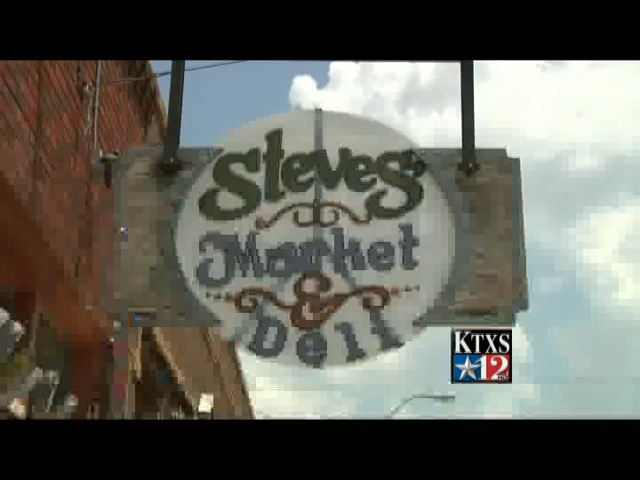 Steves
Market
&
Deli
KTXS
12